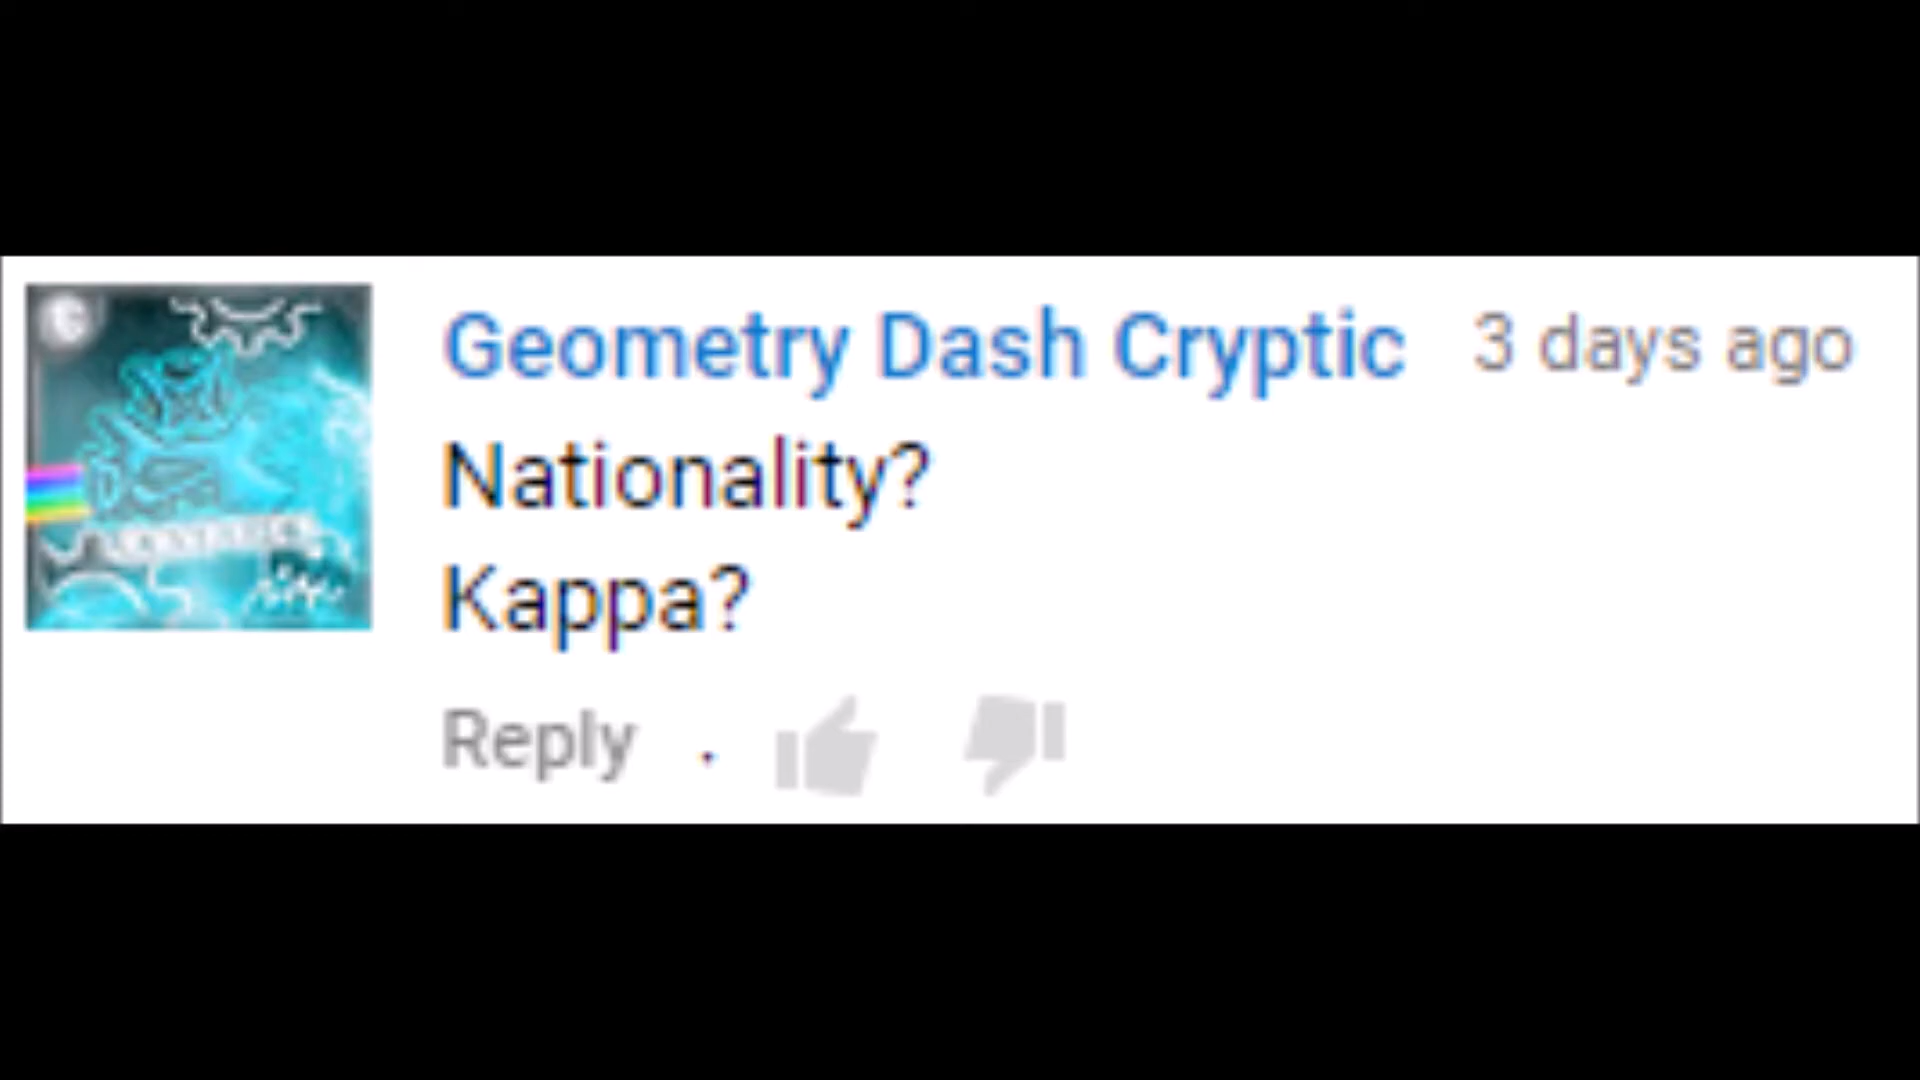 Geometry Dash Cryptic 3 days ago
Nationality?
Kappa?
Reply .